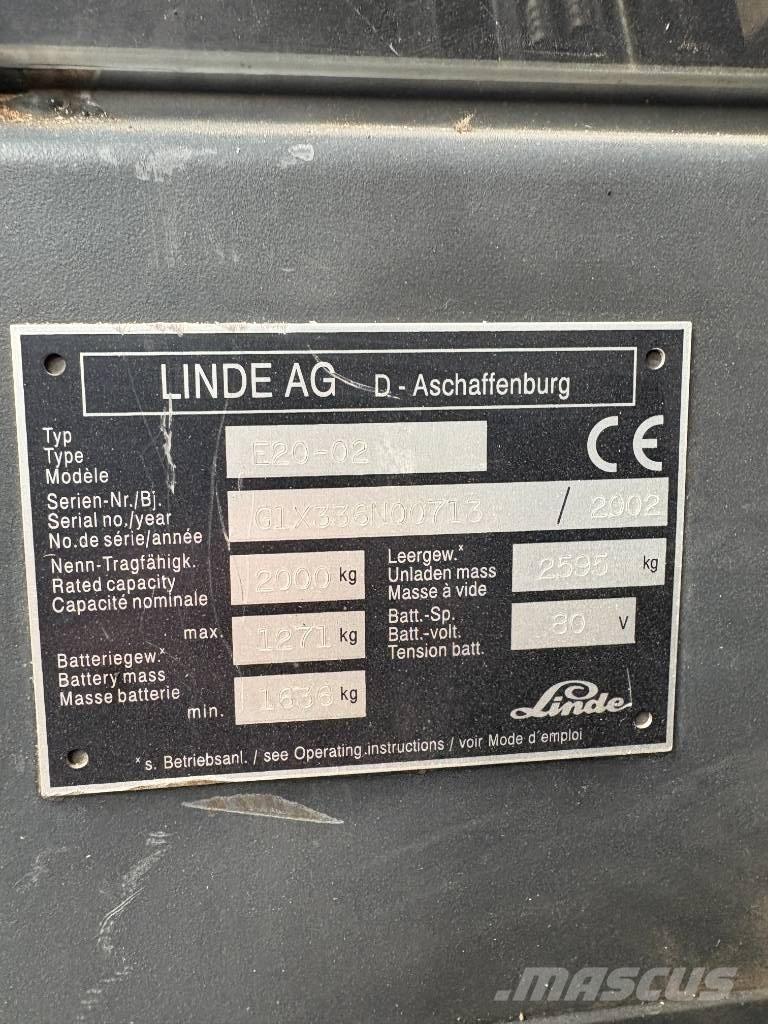 LINDE AG D - Aschaffenburg
Typ
Type
Modèle
E20-02
CE
Serien-Nr./Bj.
Serial no./year
No.de série/année
G1X336N00713 / 2002
Nenn-Tragfähigk.
Rated capacity
Capacité nominale
2000 kg
Leergew.ˣ
Unladen mass
Masse à vide
2595 kg
Batteriegew.ˣ
Battery mass
Masse batterie
max. 1271 kg
min. 1636 kg
Batt.-Sp.
Batt.-volt.
Tension batt.
80 V
Linde
ˣ s. Betriebsanl. / see Operating.instructions / voir Mode d´emploi
MASCUS